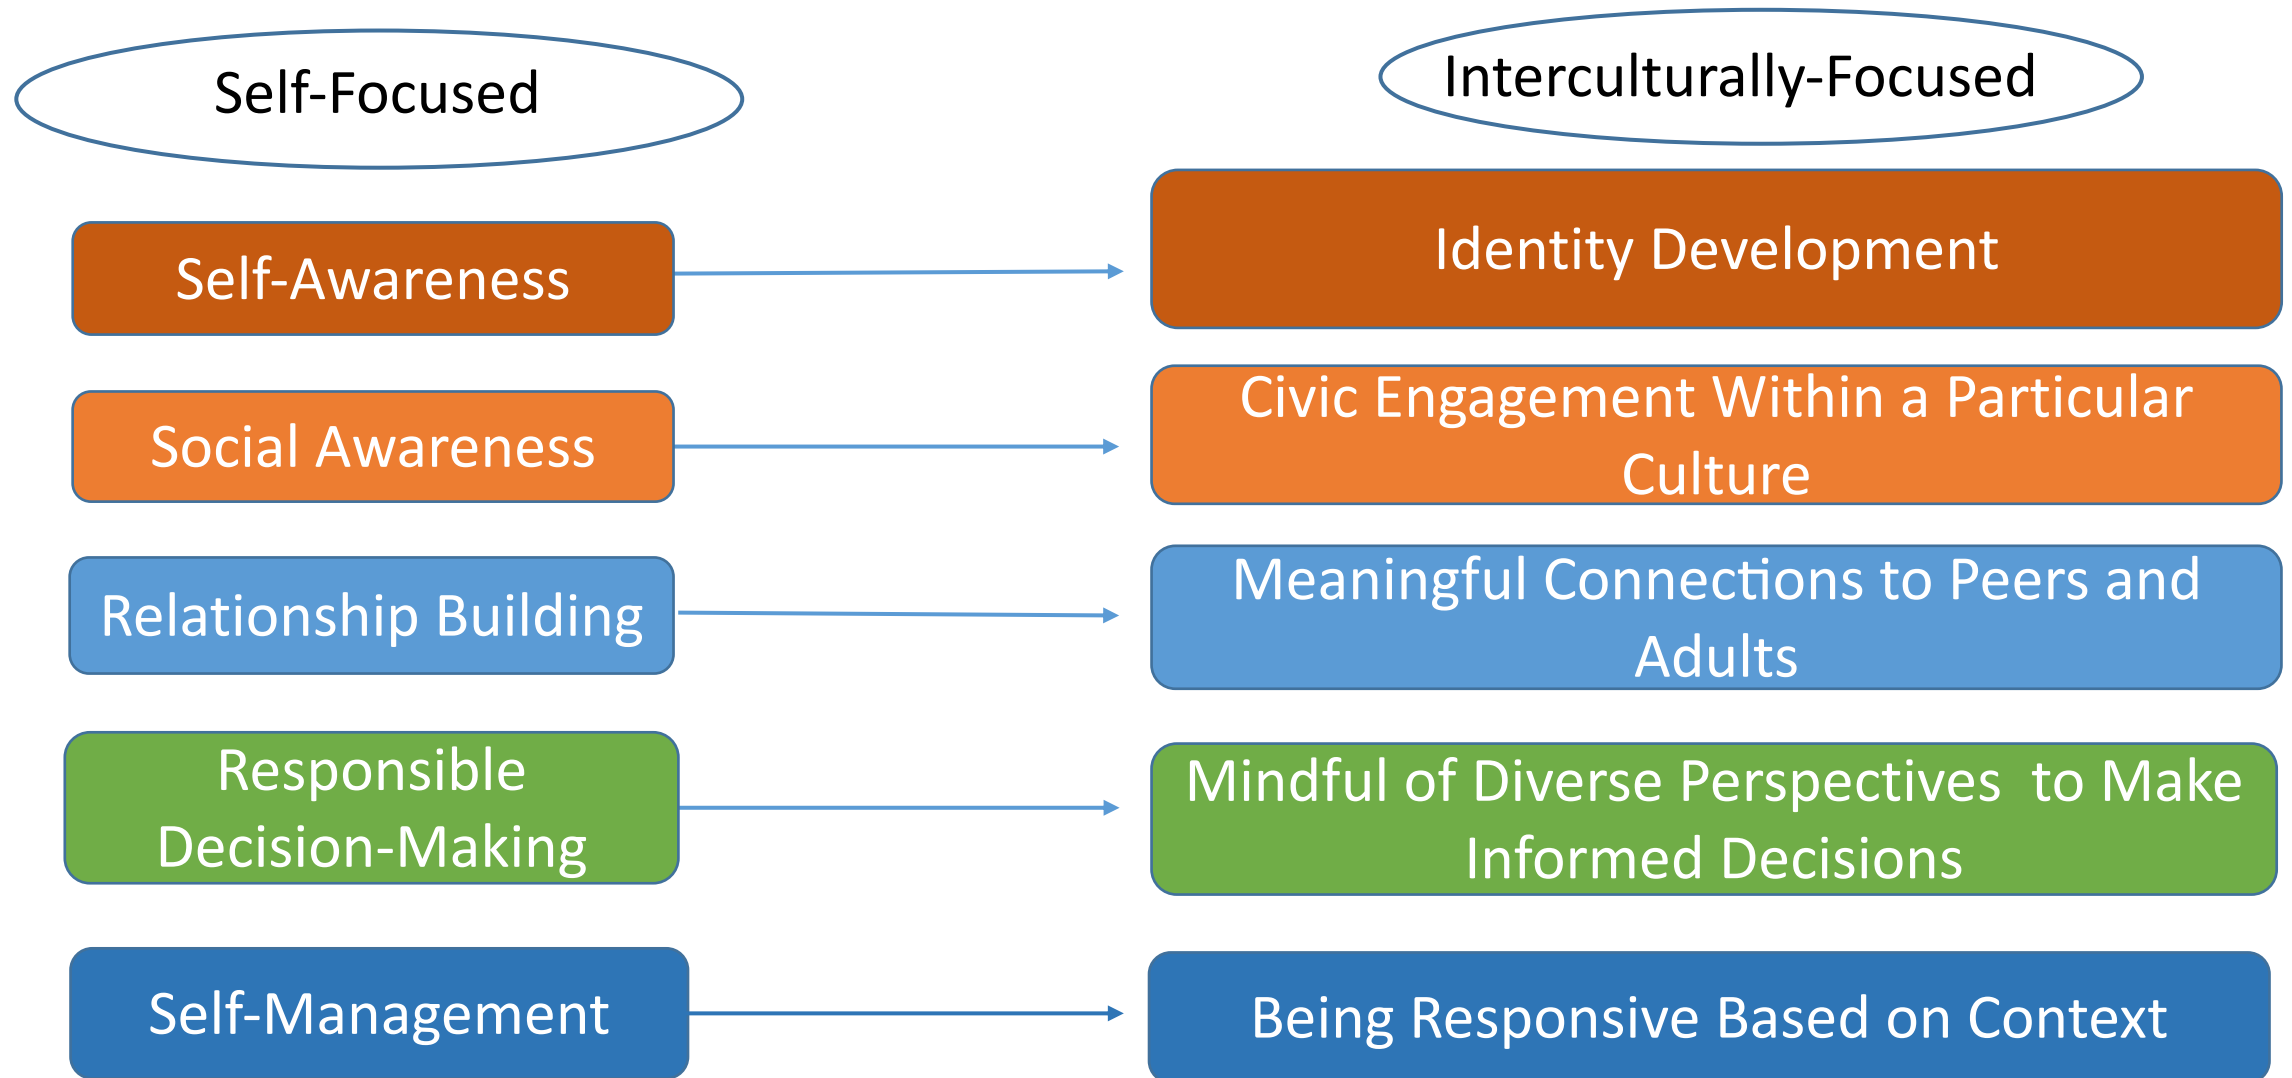 Self-Focused
Interculturally-Focused
Self-Awareness
Identity Development
Social Awareness
Civic Engagement Within a Particular
Culture
Relationship Building
Meaningful Connections to Peers and
Adults
Responsible
Decision-Making
Mindful of Diverse Perspectives  to Make
Informed Decisions
Self-Management
Being Responsive Based on Context